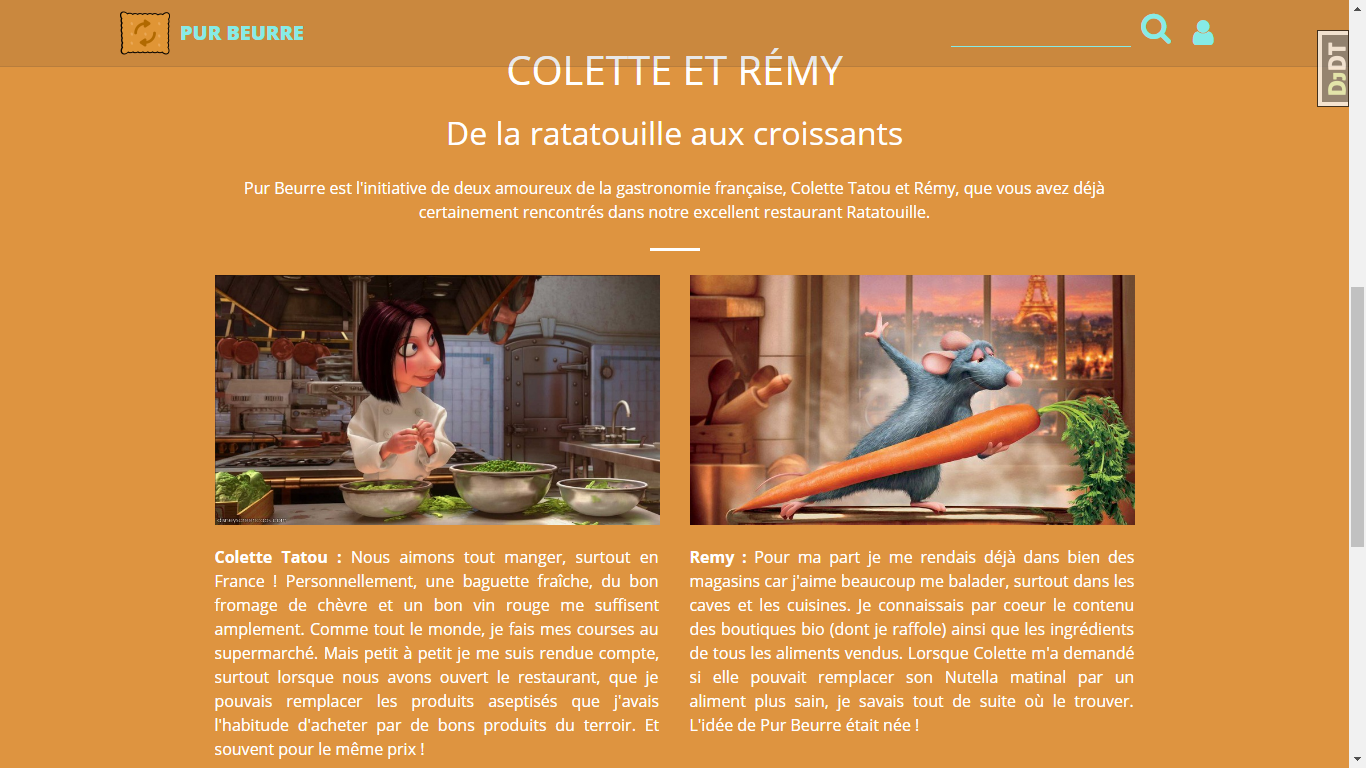 PUR BEURRE
DJDT
COLETTE ET RÉMY
De la ratatouille aux croissants
Pur Beurre est l'initiative de deux amoureux de la gastronomie française, Colette Tatou et Rémy, que vous avez déjà
certainement rencontrés dans notre excellent restaurant Ratatouille.
disneyscreencaps.com
Colette Tatou : Nous aimons tout manger, surtout en
France ! Personnellement, une baguette fraîche, du bon
fromage de chèvre et un bon vin rouge me suffisent
amplement. Comme tout le monde, je fais mes courses au
supermarché. Mais petit à petit je me suis rendue compte,
surtout lorsque nous avons ouvert le restaurant, que je
pouvais remplacer les produits aseptisés que j'avais
l'habitude d'acheter par de bons produits du terroir. Et
souvent pour le même prix !
Remy : Pour ma part je me rendais déjà dans bien des
magasins car j'aime beaucoup me balader, surtout dans les
caves et les cuisines. Je connaissais par coeur le contenu
des boutiques bio (dont je raffole) ainsi que les ingrédients
de tous les aliments vendus. Lorsque Colette m'a demandé
si elle pouvait remplacer son Nutella matinal par un
aliment plus sain, je savais tout de suite où le trouver.
L'idée de Pur Beurre était née !